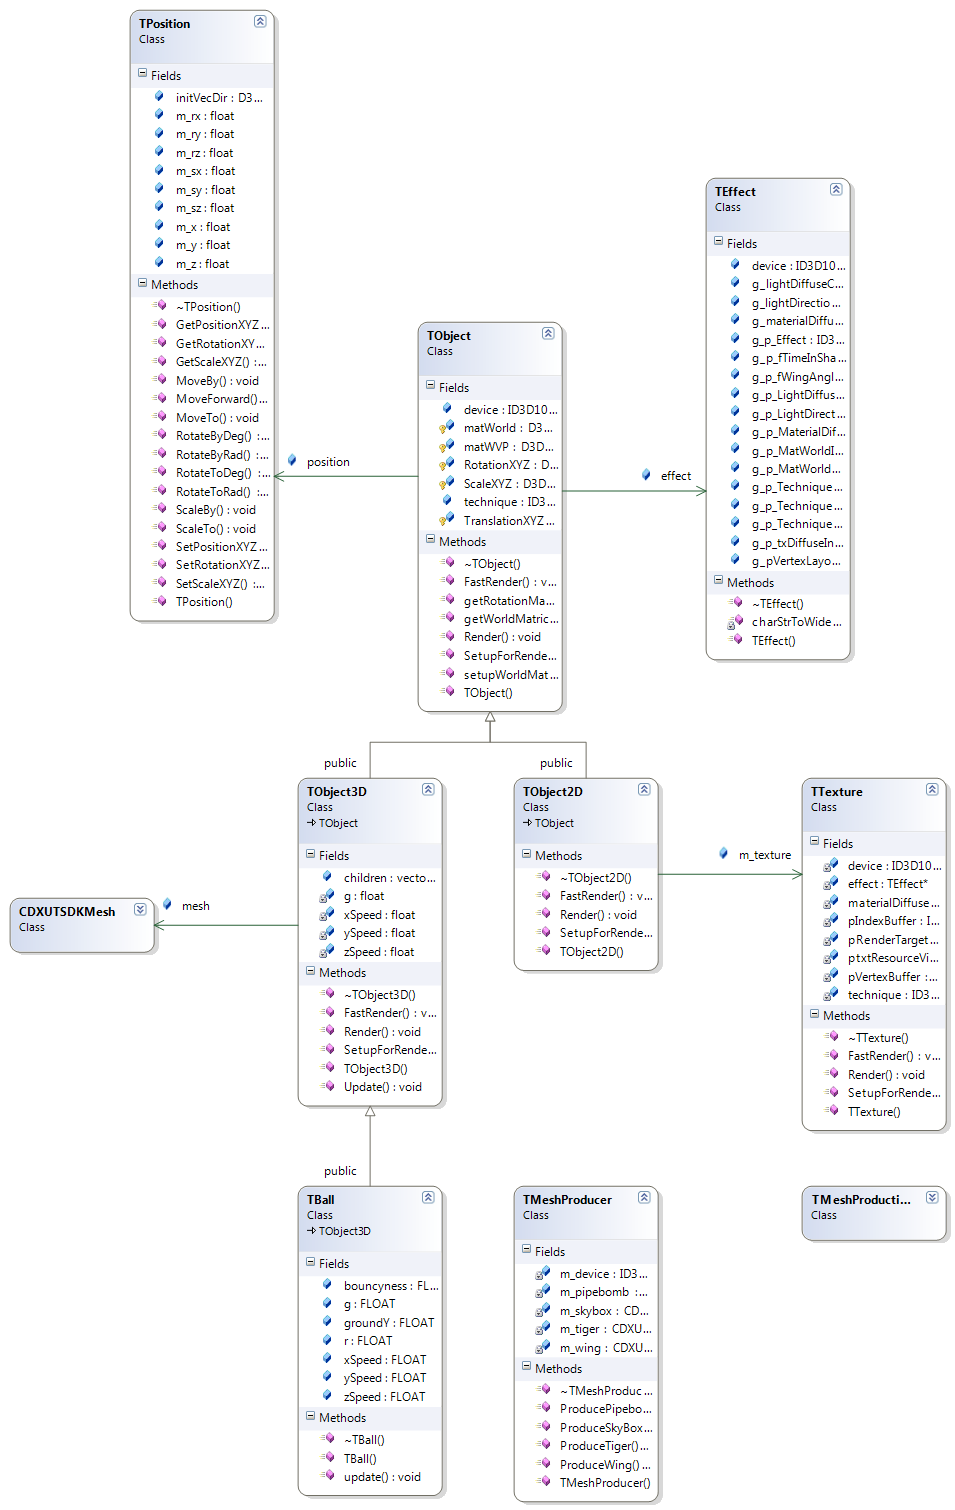 TPosition
Class
Fields
initVecDir : D3...
m_rx : float
m_ry : float
m_rz : float
m_sx : float
m_sy : float
m_sz : float
m_x : float
m_y : float
m_z : float
Methods
~TPosition()
GetPositionXYZ...
GetRotationXY...
GetScaleXYZ() :...
MoveBy() : void
MoveForward()...
MoveTo() : void
RotateByDeg() :...
RotateByRad() :...
RotateToDeg() :...
RotateToRad() :...
ScaleBy() : void
ScaleTo() : void
SetPositionXYZ...
SetRotationXYZ...
SetScaleXYZ() :...
TPosition()
position
TObject
Class
Fields
device : ID3D10...
matWorld : D3...
matWVP : D3D...
RotationXYZ : D...
ScaleXYZ : D3D...
technique : ID3...
TranslationXYZ...
Methods
~TObject()
FastRender() : v...
getRotationMa...
getWorldMatric...
Render() : void
SetupForRende...
setupWorldMat...
TObject()
effect
TEffect
Class
Fields
device : ID3D10...
g_lightDiffuseC...
g_lightDirectio...
g_materialDiffu...
g_p_Effect : ID3...
g_p_fTimeInSha...
g_p_fWingAngl...
g_p_LightDiffus...
g_p_LightDirect...
g_p_MaterialDif...
g_p_MatWorldI...
g_p_MatWorld...
g_p_Technique...
g_p_Technique...
g_p_Technique...
g_p_txDiffuseIn...
g_pVertexLayo...
Methods
~TEffect()
charStrToWide...
TEffect()
public
public
TObject3D
Class
TObject
Fields
children : vecto...
g : float
xSpeed : float
ySpeed : float
zSpeed : float
Methods
~TObject3D()
FastRender() : v...
Render() : void
SetupForRende...
TObject3D()
Update() : void
mesh
CDXUTSDKMesh
Class
TObject2D
Class
TObject
Methods
~TObject2D()
FastRender() : v...
Render() : void
SetupForRende...
TObject2D()
m_texture
TTexture
Class
Fields
device : ID3D10...
effect : TEffect*
materialDiffuse...
pIndexBuffer : I...
pRenderTarget...
ptxtResourceVi...
pVertexBuffer :...
technique : ID3...
Methods
~TTexture()
FastRender() : v...
Render() : void
SetupForRende...
TTexture()
public
TBall
Class
TObject3D
Fields
bouncyness : FL...
g : FLOAT
groundY : FLOAT
r : FLOAT
xSpeed : FLOAT
ySpeed : FLOAT
zSpeed : FLOAT
Methods
~TBall()
TBall()
update() : void
TMeshProducer
Class
Fields
m_device : ID3...
m_pipebomb :...
m_skybox : CD...
m_tiger : CDXU...
m_wing : CDXU...
Methods
~TMeshProduc...
ProducePipebo...
ProduceSkyBox...
ProduceTiger()...
ProduceWing()...
TMeshProducer()
TMeshProducti...
Class